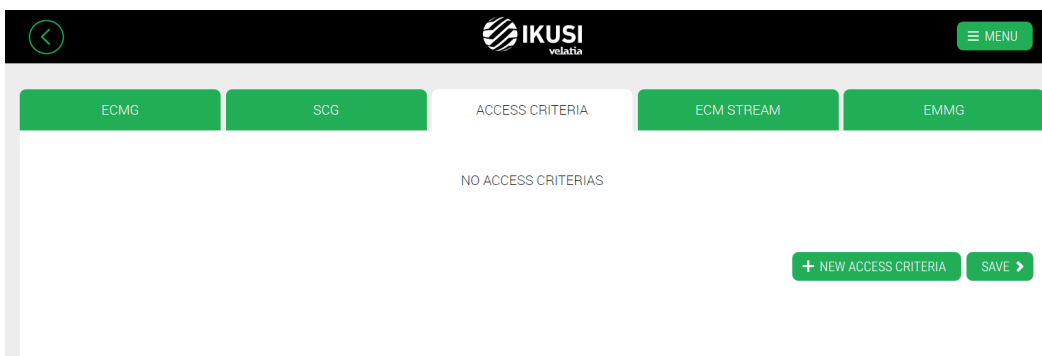 IKUSI
velatia
MENU
ECMG
SCG
ACCESS CRITERIA
ECM STREAM
EMMG
NO ACCESS CRITERIAS
+ NEW ACCESS CRITERIA
SAVE